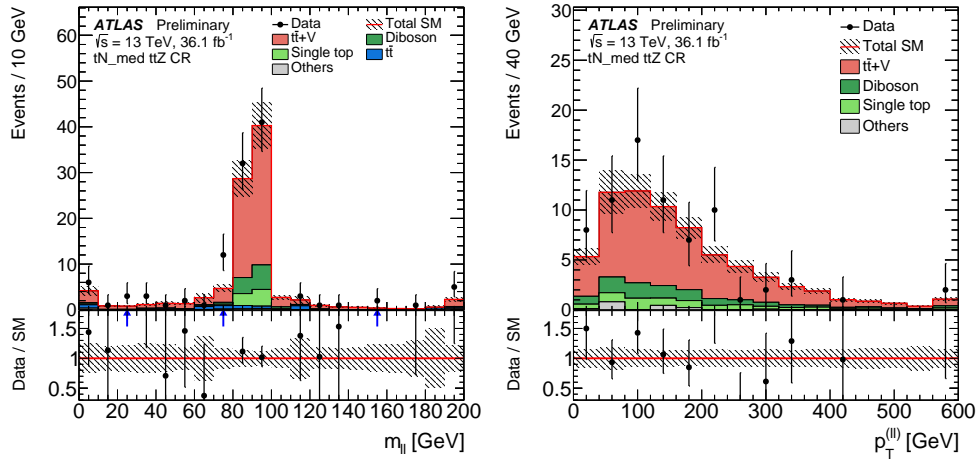 ATLAS Preliminary
√s = 13 TeV, 36.1 fb⁻¹
tN_med ttZ CR
Data
Total SM
tt̄+V
Diboson
Single top
tt̄
Others
Events / 10 GeV
60
50
40
30
20
10
0
Data / SM
1.5
1
0.5
0 20 40 60 80 100 120 140 160 180 200
m_ll [GeV]
ATLAS Preliminary
√s = 13 TeV, 36.1 fb⁻¹
tN_med ttZ CR
Data
Total SM
tt̄+V
Diboson
Single top
Others
Events / 40 GeV
30
25
20
15
10
5
0
Data / SM
1.5
1
0.5
0 100 200 300 400 500 600
p_T^(ll) [GeV]